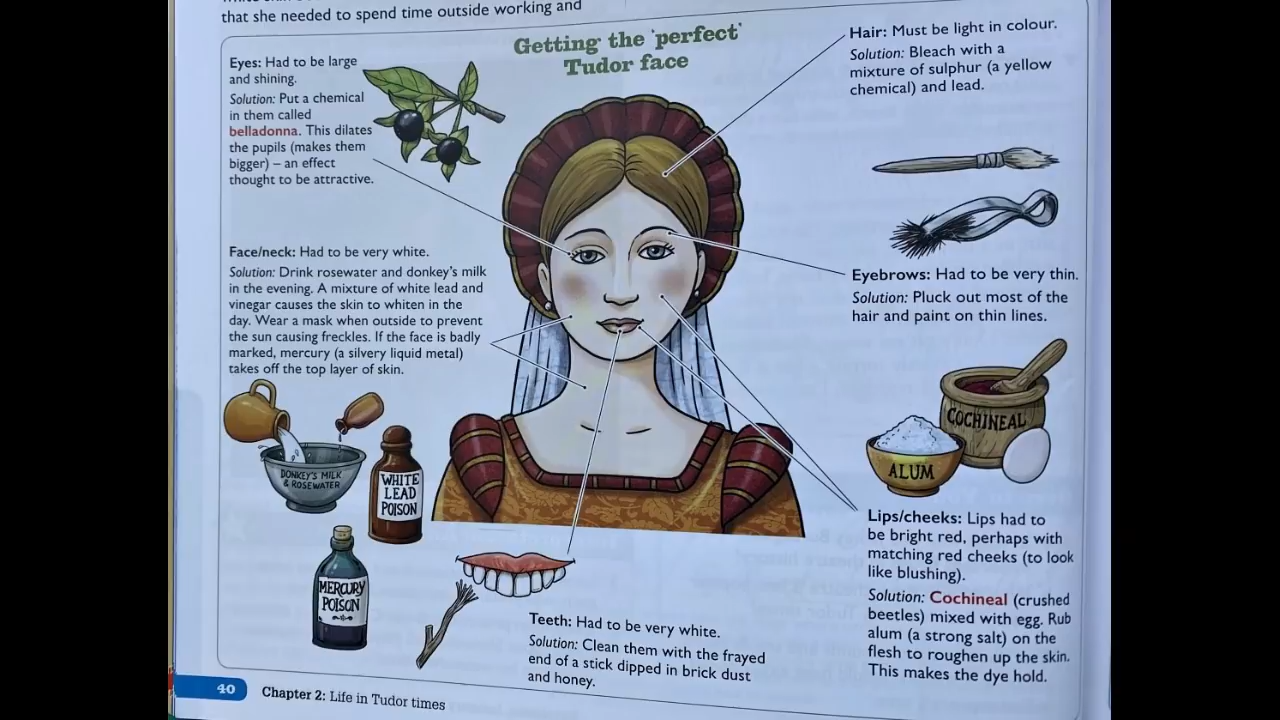 that she needed to spend time outside working and
Getting the 'perfect'
Tudor face
Eyes: Had to be large
and shining.
Solution: Put a chemical
in them called
belladonna. This dilates
the pupils (makes them
bigger) – an effect
thought to be attractive.
Hair: Must be light in colour.
Solution: Bleach with a
mixture of sulphur (a yellow
chemical) and lead.
Face/neck: Had to be very white.
Solution: Drink rosewater and donkey's milk
in the evening. A mixture of white lead and
vinegar causes the skin to whiten in the
day. Wear a mask when outside to prevent
the sun causing freckles. If the face is badly
marked, mercury (a silvery liquid metal)
takes off the top layer of skin.
Eyebrows: Had to be very thin.
Solution: Pluck out most of the
hair and paint on thin lines.
DONKEY'S MILK
& ROSEWATER
WHITE
LEAD
POISON
MERCURY
POISON
COCHINEAL
ALUM
Lips/cheeks: Lips had to
be bright red, perhaps with
matching red cheeks (to look
like blushing).
Solution: Cochineal (crushed
beetles) mixed with egg. Rub
alum (a strong salt) on the
flesh to roughen up the skin.
This makes the dye hold.
Teeth: Had to be very white.
Solution: Clean them with the frayed
end of a stick dipped in brick dust
and honey.
40
Chapter 2: Life in Tudor times